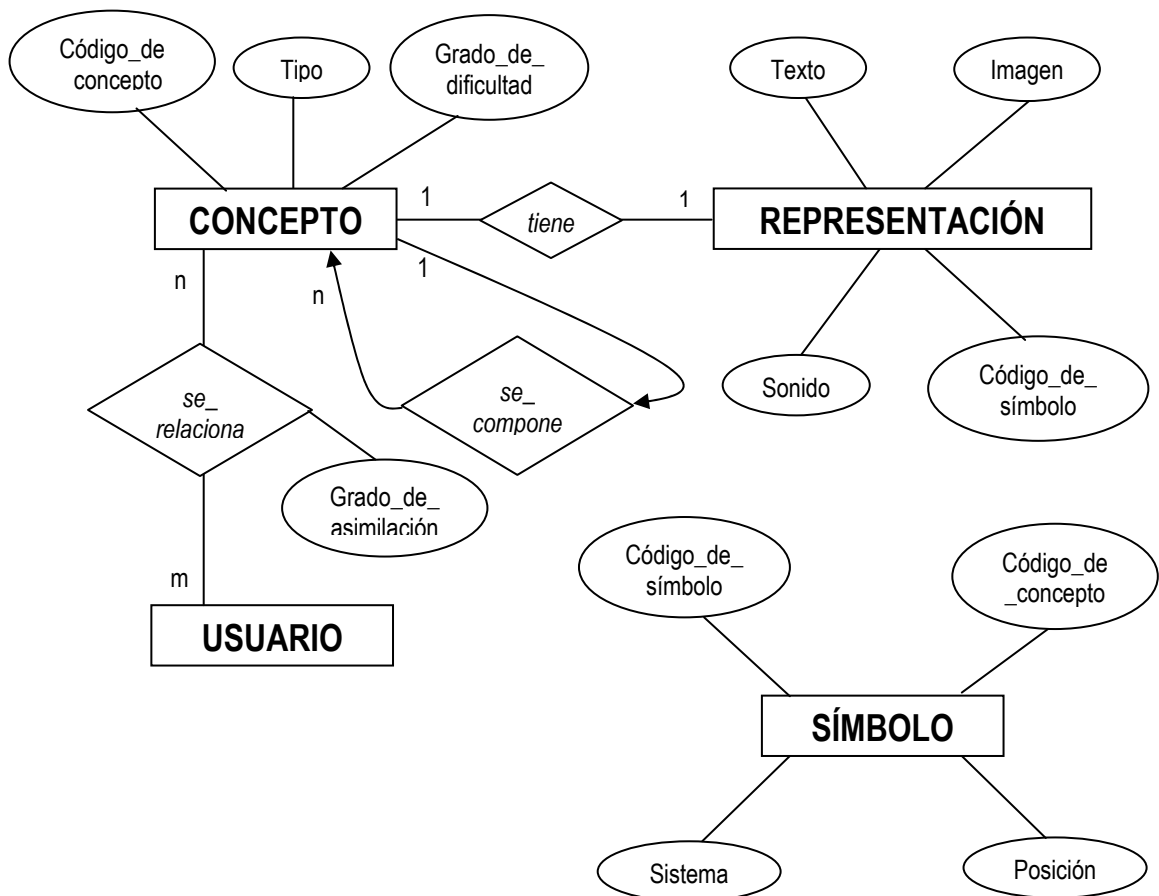 Código_de
concepto
Tipo
Grado_de_
dificultad
Texto
Imagen
CONCEPTO
1
tiene
1
REPRESENTACIÓN
n
n
1
se_
relaciona
se_
compone
Sonido
Código_de_
símbolo
Grado_de_
asimilación
m
USUARIO
Código_de_
símbolo
Código_de
_concepto
SÍMBOLO
Sistema
Posición